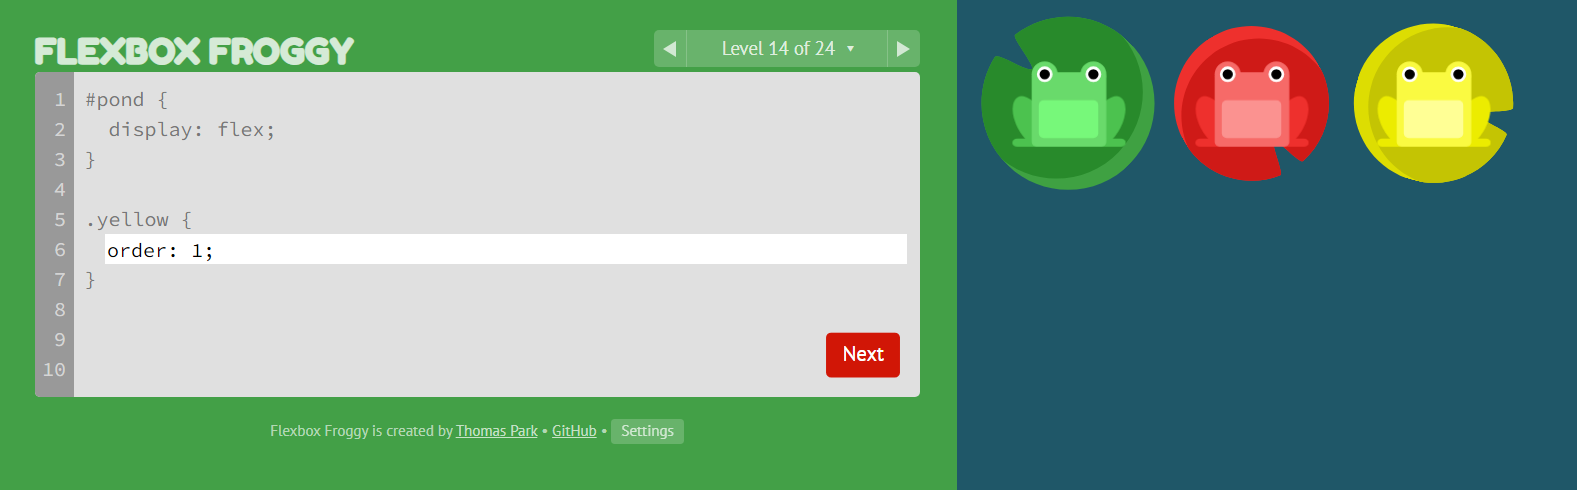 FLEXBOX FROGGY
◀ Level 14 of 24 ▼ ▶
1 #pond {
2   display: flex;
3 }
4
5 .yellow {
6   order: 1;
7 }
8
9
10
Next
Flexbox Froggy is created by Thomas Park • GitHub • Settings